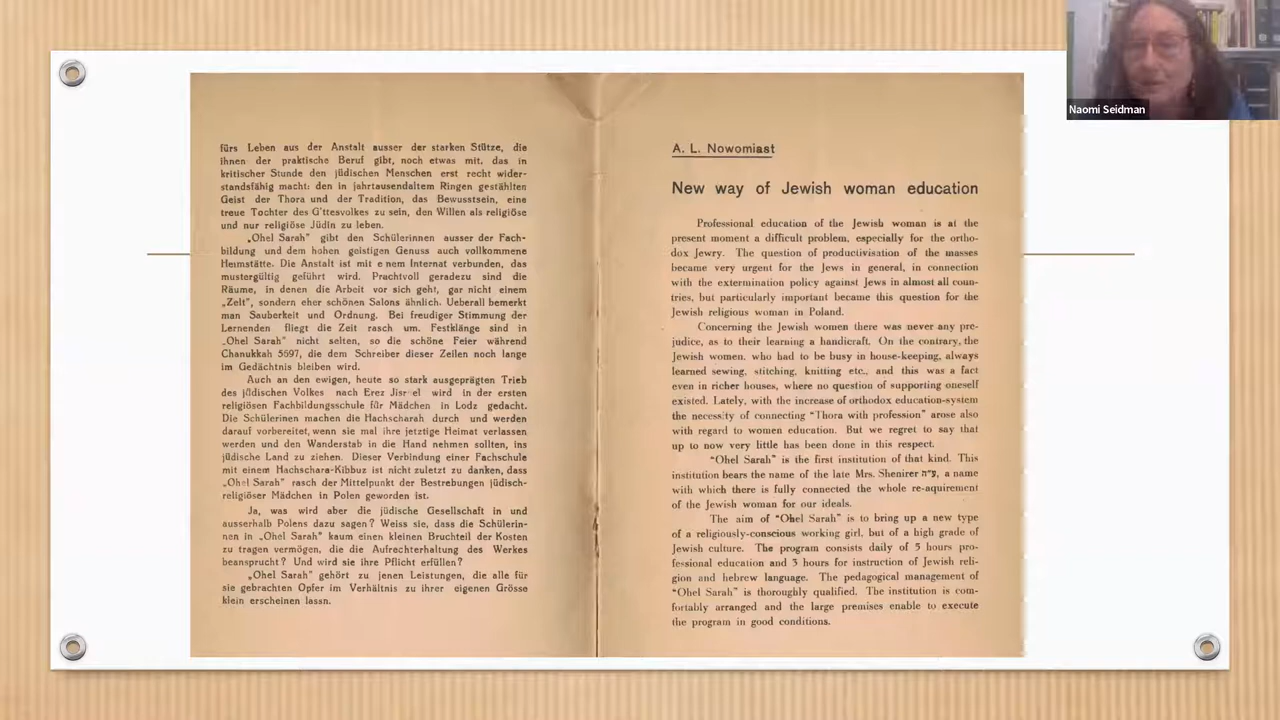 fürs Leben aus der Anstalt ausser der starken Stütze, die
ihnen der praktische Beruf gibt, noch etwas mit, das in
kritischer Stunde den jüdischen Menschen erst recht wider-
standsfähig macht: den in jahrtausendaltem Ringen gestählten
Geist der Thora und der Tradition, das Bewusstsein, eine
treue Tochter des G'ttesvolkes zu sein, den Willen als religiöse
und nur religiöse Jüdin zu leben.
„Ohel Sarah" gibt den Schülerinnen ausser der Fach-
bildung und dem hohen geistigen Genuss auch vollkommene
Heimstätte. Die Anstalt ist mit e nem Internat verbunden, das
mustergültig geführt wird. Prachtvoll geradezu sind die
Räume, in denen die Arbeit vor sich geht, gar nicht einem
„Zelt", sondern eher schönen Salons ähnlich. Ueberall bemerkt
man Sauberkeit und Ordnung. Bei freudiger Stimmung der
Lernenden fliegt die Zeit rasch um. Festklänge sind in
„Ohel Sarah" nicht selten, so die schöne Feier während
Chanukkah 5697, die dem Schreiber dieser Zeilen noch lange
im Gedächtnis bleiben wird.
Auch an den ewigen, heute so stark ausgeprägten Trieb
des jüdischen Volkes nach Erez Jisr el wird in der ersten
religiösen Fachbildungsschule für Mädchen in Lodz gedacht.
Die Schülerinen machen die Hachscharah durch und werden
darauf vorbereitet, wenn sie mal ihre jetztige Heimat verlassen
werden und den Wanderstab in die Hand nehmen sollten, ins
jüdische Land zu ziehen. Dieser Verbindung einer Fachschule
mit einem Hachschara-Kibbuz ist nicht zuletzt zu danken, dass
„Ohel Sarah" rasch der Mittelpunkt der Bestrebungen jüdisch-
religiöser Mädchen in Polen geworden ist.
Ja, was wird aber die jüdische Gesellschaft in und
ausserhalb Polens dazu sagen? Weiss sie, dass die Schülerin-
nen in „Ohel Sarah" kaum einen kleinen Bruchteil der Kosten
zu tragen vermögen, die die Aufrechterhaltung des Werkes
beansprucht? Und wird sie ihre Pflicht erfüllen?
„Ohel Sarah" gehört zu jenen Leistungen, die alle für
sie gebrachten Opfer im Verhältnis zu ihrer eigenen Grösse
klein erscheinen lassn.
A. L. Nowomiast
New way of Jewish woman education
Professional education of the Jewish woman is at the
present moment a difficult problem, especially for the ortho-
dox Jewry. The question of productivisation of the masses
became very urgent for the Jews in general, in connection
with the extermination policy against Jews in almost all coun-
tries, but particularly important became this question for the
Jewish religious woman in Poland.
Concerning the Jewish women there was never any pre-
judice, as to their learning a handicraft. On the contrary, the
Jewish women, who had to be busy in house-keeping, always
learned sewing, stitching, knitting etc., and this was a fact
even in richer houses, where no question of supporting oneself
existed. Lately, with the increase of orthodox education-system
the necessity of connecting "Thora with profession" arose also
with regard to women education. But we regret to say that
up to now very little has been done in this respect.
"Ohel Sarah" is the first institution of that kind. This
institution bears the name of the late Mrs. Shenirer ע"ה, a name
with which there is fully connected the whole re-aquirement
of the Jewish woman for our ideals.
The aim of "Ohel Sarah" is to bring up a new type
of a religiously-conscious working girl, but of a high grade of
Jewish culture. The program consists daily of 5 hours pro-
fessional education and 3 hours for instruction of Jewish reli-
gion and hebrew language. The pedagogical management of
"Ohel Sarah" is thoroughly qualified. The institution is com-
fortably arranged and the large premises enable to execute
the program in good conditions.
Naomi Seidman